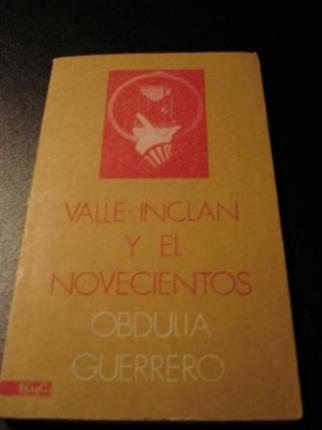 VALLE-INCLAN
Y EL
NOVECIENTOS
OBDULIA
GUERRERO